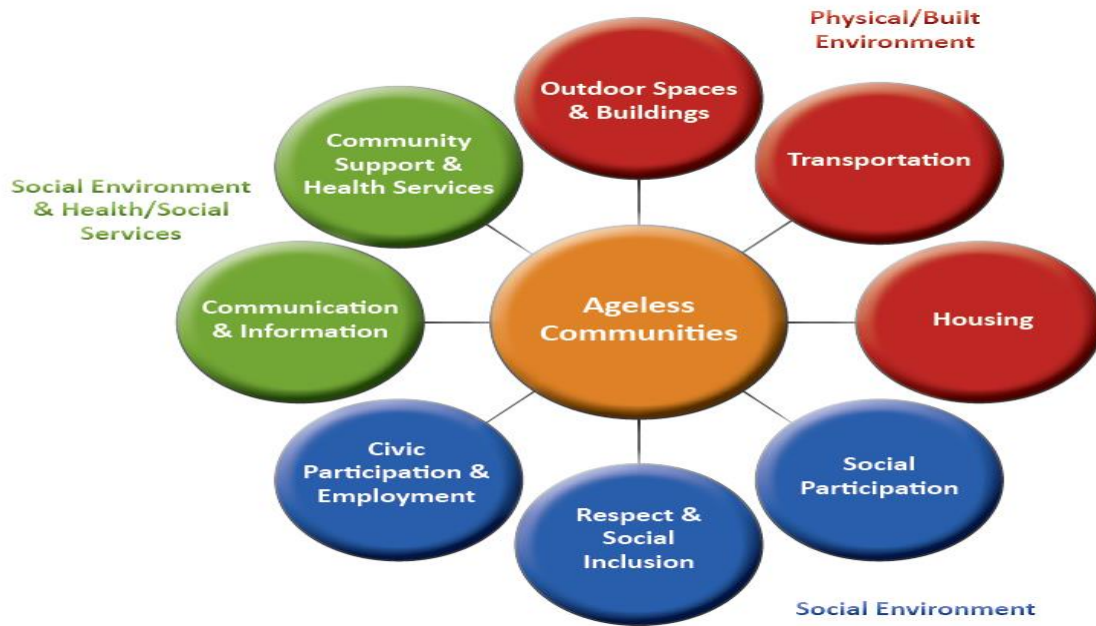 Physical/Built
Environment
Outdoor Spaces
& Buildings
Transportation
Housing
Social
Participation
Social Environment
Respect &
Social
Inclusion
Civic
Participation &
Employment
Communication
& Information
Social Environment
& Health/Social
Services
Community
Support &
Health Services
Ageless
Communities